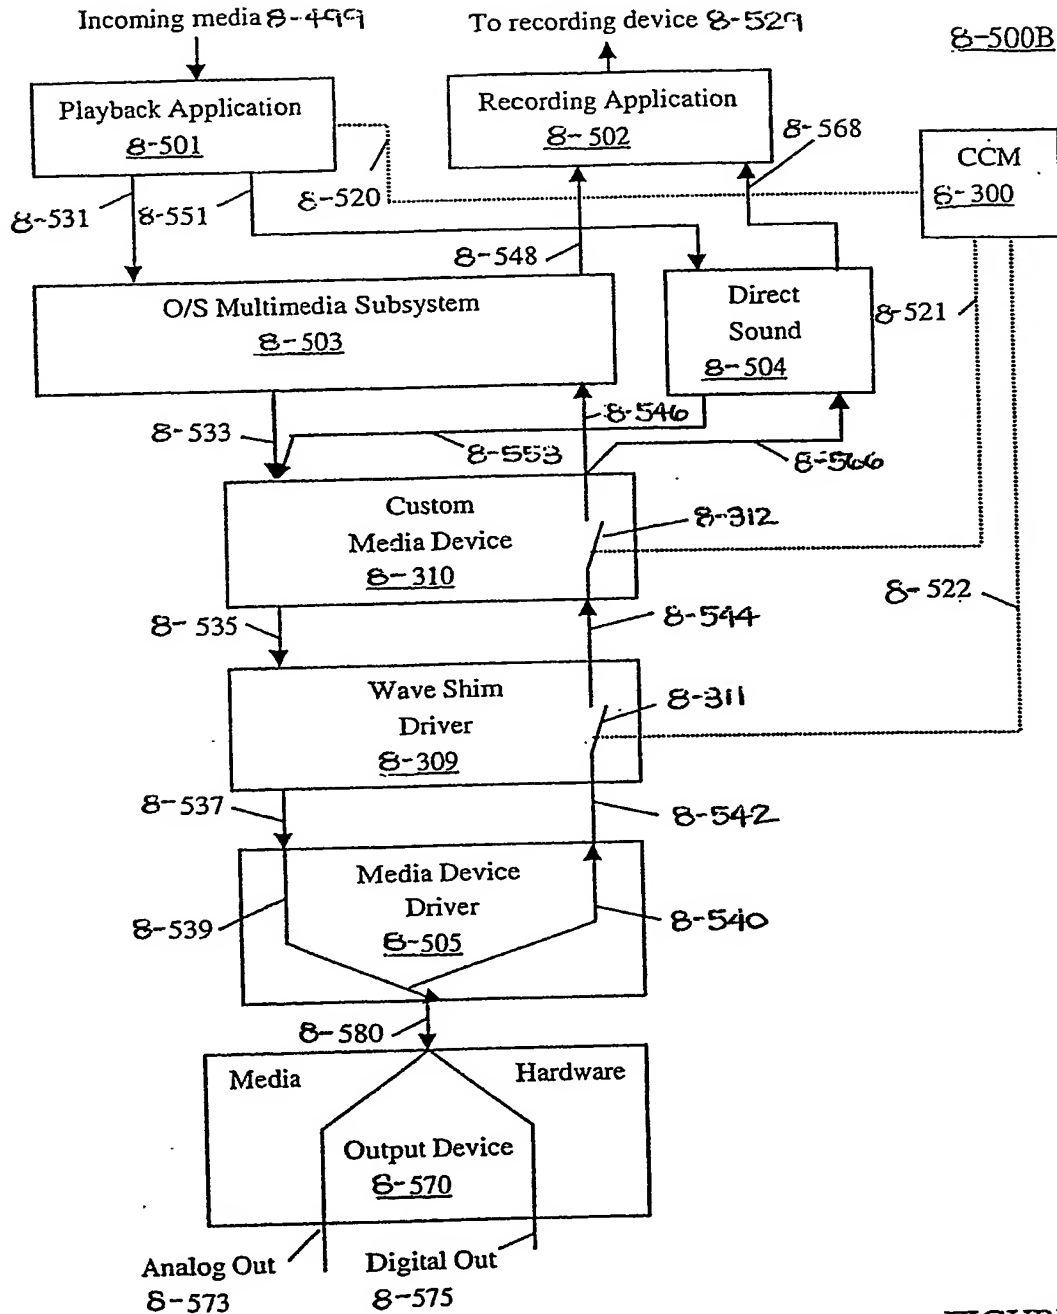 Incoming media 8-499
To recording device 8-529
8-500B
Playback Application
8-501
Recording Application
8-502
8-568
CCM
8-300
8-531
8-551
8-520
8-548
O/S Multimedia Subsystem
8-503
Direct
Sound
8-504
8-521
8-533
8-546
8-553
8-566
Custom
Media Device
8-310
8-312
8-522
8-535
8-544
Wave Shim
Driver
8-309
8-311
8-537
8-542
Media Device
Driver
8-505
8-539
8-540
8-580
Media
Hardware
Output Device
8-570
Analog Out
8-573
Digital Out
8-575